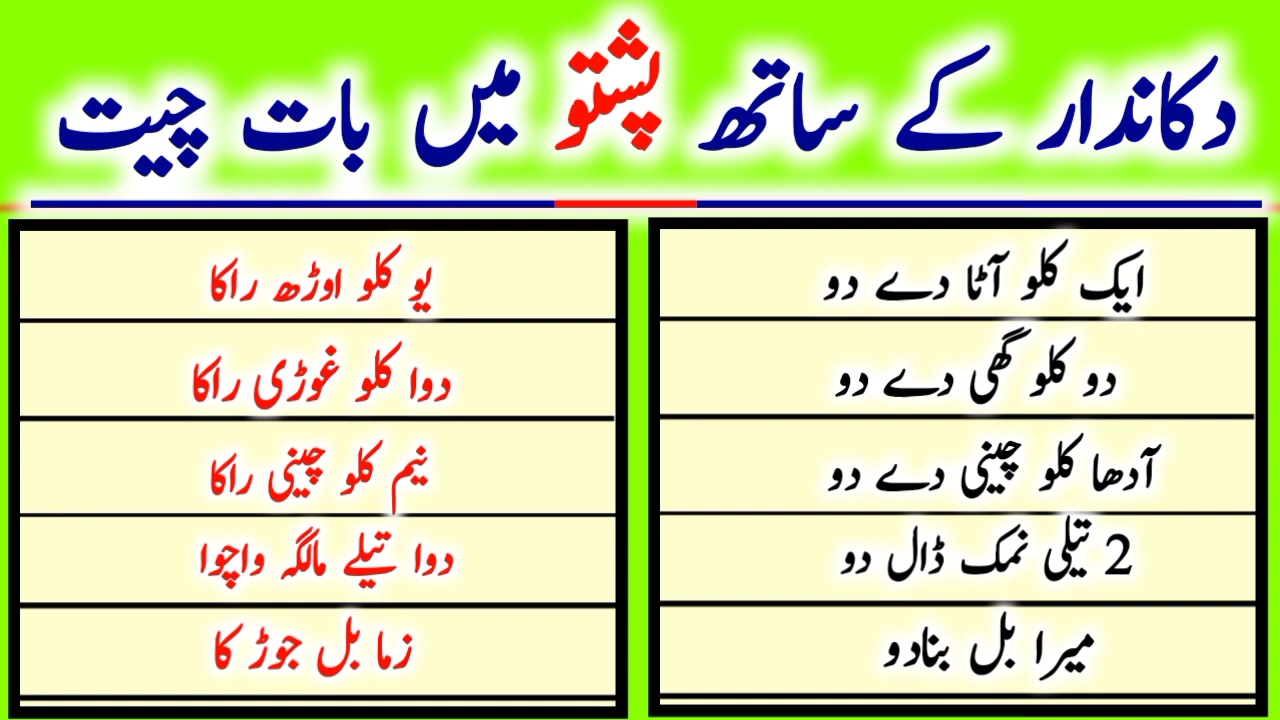 دکاندار کے ساتھ پشتو میں بات چیت
ایک کلو آٹا دے دو
یو کلو اوڑھ راکا
دو کلو گھی دے دو
دوا کلو غوڑی راکا
آدھا کلو چینی دے دو
نیم کلو چینی راکا
2 تیلی نمک ڈال دو
دوا تیلے مالگہ واچوا
میرا بل بنادو
زما بل جوڑ کا